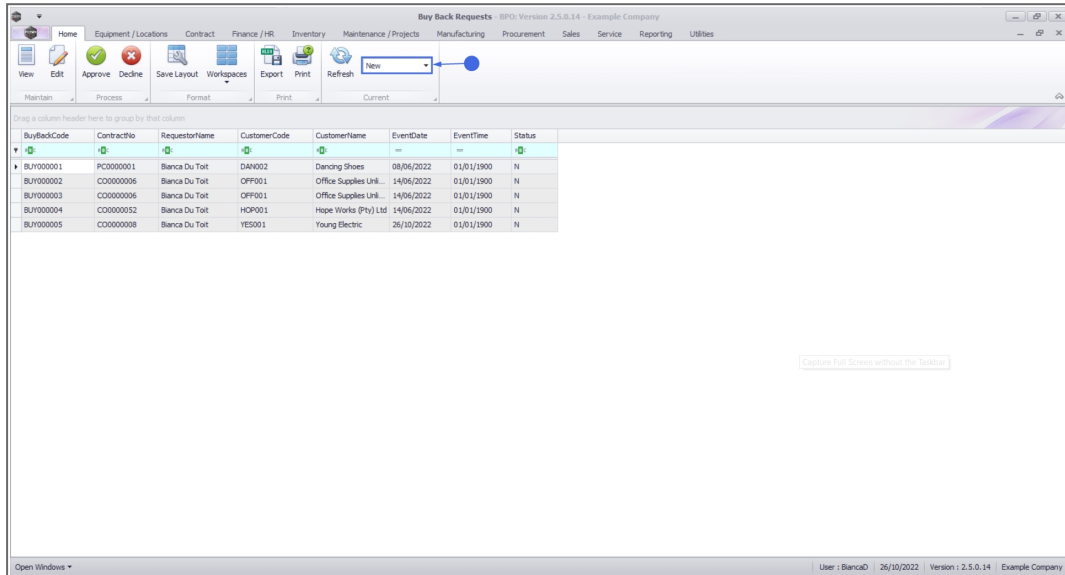 Buy Back Requests - BPO: Version 2.5.0.14 - Example Company
Home Equipment / Locations Contract Finance / HR Inventory Maintenance / Projects Manufacturing Procurement Sales Service Reporting Utilities
View Edit Approve Decline Save Layout Workspaces Export Print Refresh New
Maintain Process Format Print Current
Drag a column header here to group by that column
BuyBackCode ContractNo RequestorName CustomerCode CustomerName EventDate EventTime Status
BUY000001 PC0000001 Bianca Du Toit DAN002 Dancing Shoes 08/06/2022 01/01/1900 N
BUY000002 CO0000006 Bianca Du Toit OFF001 Office Supplies Unli... 14/06/2022 01/01/1900 N
BUY000003 CO0000006 Bianca Du Toit OFF001 Office Supplies Unli... 14/06/2022 01/01/1900 N
BUY000004 CO0000052 Bianca Du Toit HOP001 Hope Works (Pty) Ltd 14/06/2022 01/01/1900 N
BUY000005 CO0000008 Bianca Du Toit YES001 Young Electric 26/10/2022 01/01/1900 N
Capture Full Screen without the Taskbar
Open Windows User : BiancaD 26/10/2022 Version : 2.5.0.14 Example Company